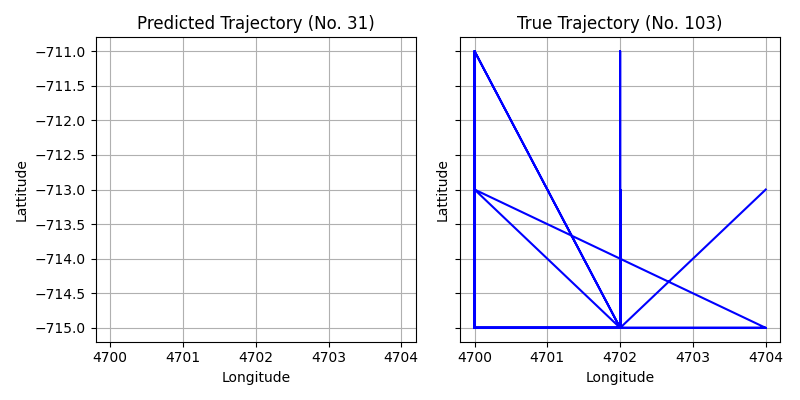 Predicted Trajectory (No. 31)
Lattitude
−711.0
−711.5
−712.0
−712.5
−713.0
−713.5
−714.0
−714.5
−715.0
4700 4701 4702 4703 4704
Longitude
True Trajectory (No. 103)
Lattitude
4700 4701 4702 4703 4704
Longitude